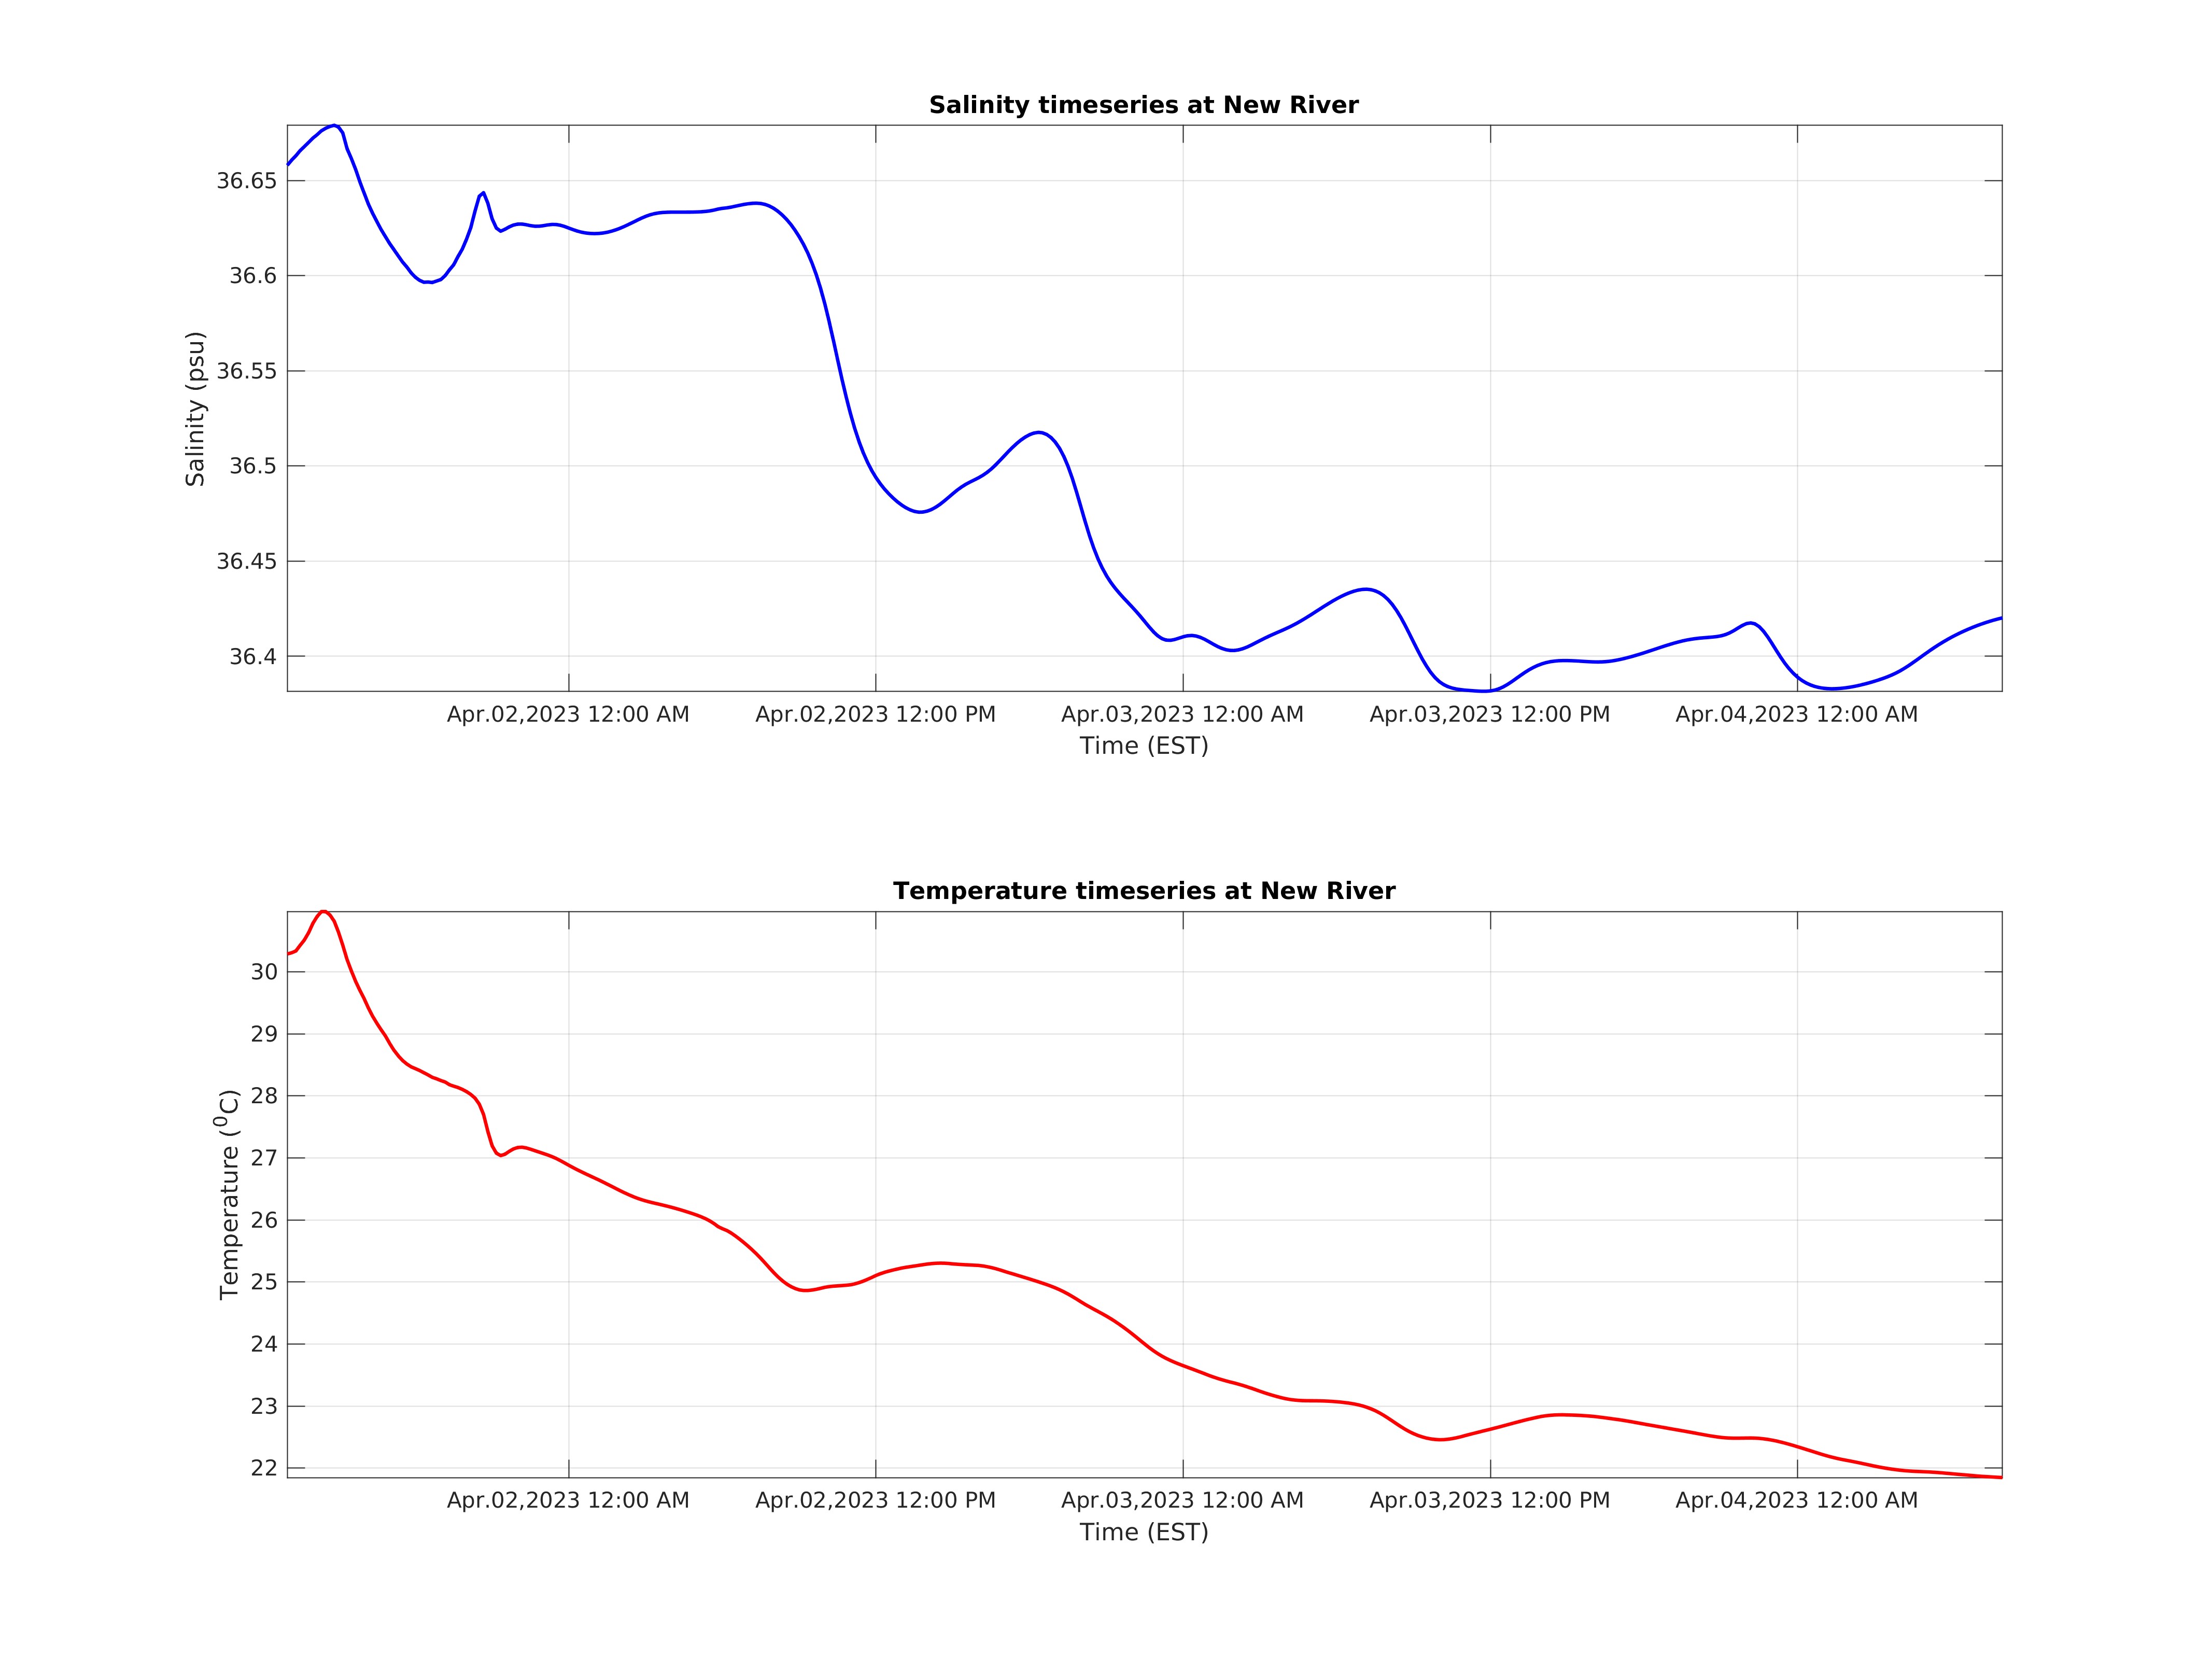 Salinity timeseries at New River
Salinity (psu)
36.65
36.6
36.55
36.5
36.45
36.4
Apr.02,2023 12:00 AM
Apr.02,2023 12:00 PM
Apr.03,2023 12:00 AM
Apr.03,2023 12:00 PM
Apr.04,2023 12:00 AM
Time (EST)
Temperature timeseries at New River
Temperature (⁰C)
30
29
28
27
26
25
24
23
22
Apr.02,2023 12:00 AM
Apr.02,2023 12:00 PM
Apr.03,2023 12:00 AM
Apr.03,2023 12:00 PM
Apr.04,2023 12:00 AM
Time (EST)